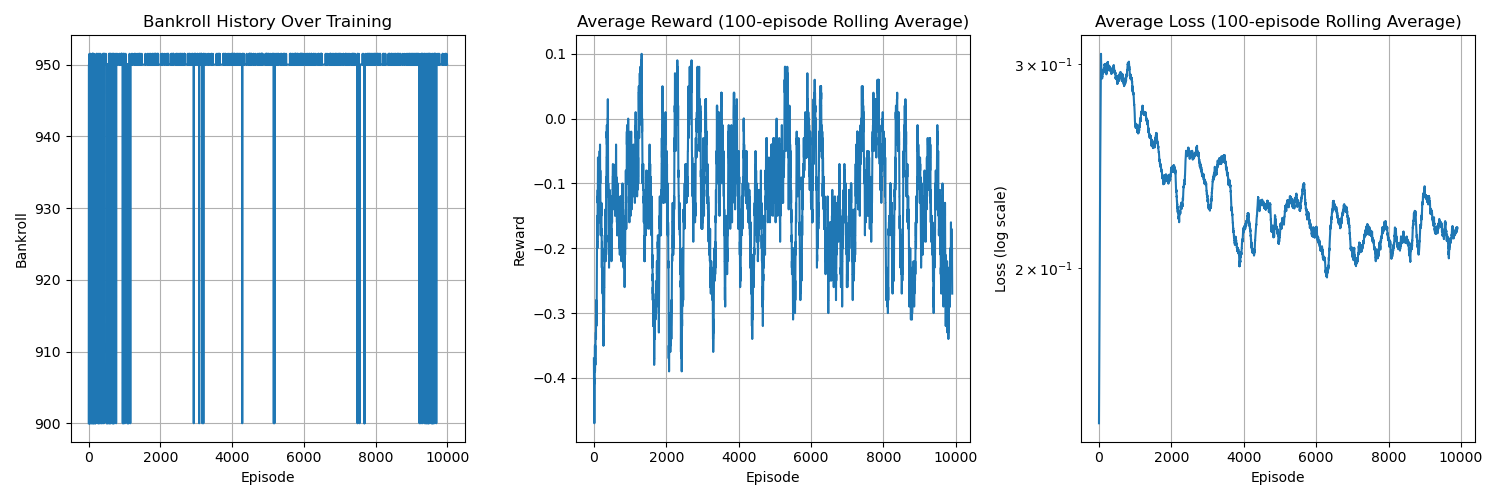 Bankroll History Over Training
950
940
930
920
910
900
Bankroll
0 2000 4000 6000 8000 10000
Episode
Average Reward (100-episode Rolling Average)
0.1
0.0
−0.1
−0.2
−0.3
−0.4
Reward
0 2000 4000 6000 8000 10000
Episode
Average Loss (100-episode Rolling Average)
3 × 10⁻¹
2 × 10⁻¹
Loss (log scale)
0 2000 4000 6000 8000 10000
Episode